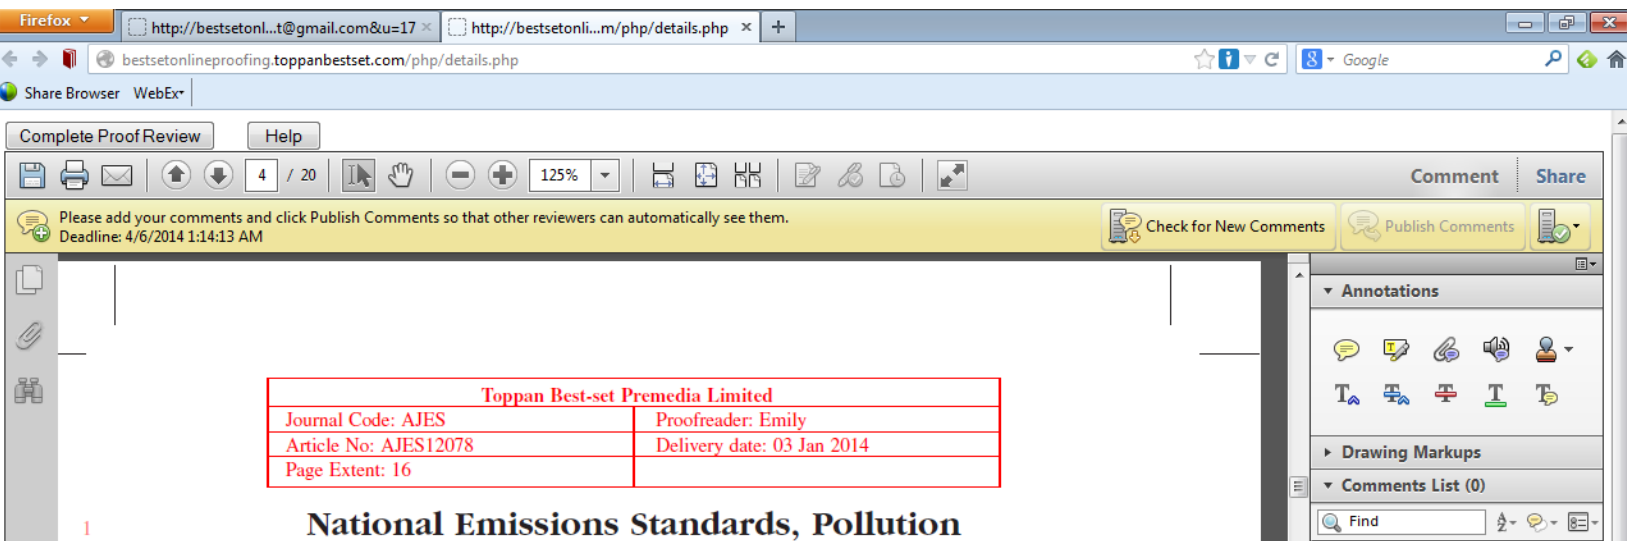 Firefox
http://bestsetonl...t@gmail.com&u=17
http://bestsetonli...m/php/details.php
bestsetonlineproofing.toppanbestset.com/php/details.php
Google
Share Browser WebEx
Complete Proof Review Help
4 / 20 125% Comment Share
Please add your comments and click Publish Comments so that other reviewers can automatically see them.
Deadline: 4/6/2014 1:14:13 AM
Check for New Comments Publish Comments
Annotations
Toppan Best-set Premedia Limited
Journal Code: AJES Proofreader: Emily
Article No: AJES12078 Delivery date: 03 Jan 2014
Page Extent: 16
Drawing Markups
Comments List (0)
Find
1 National Emissions Standards, Pollution